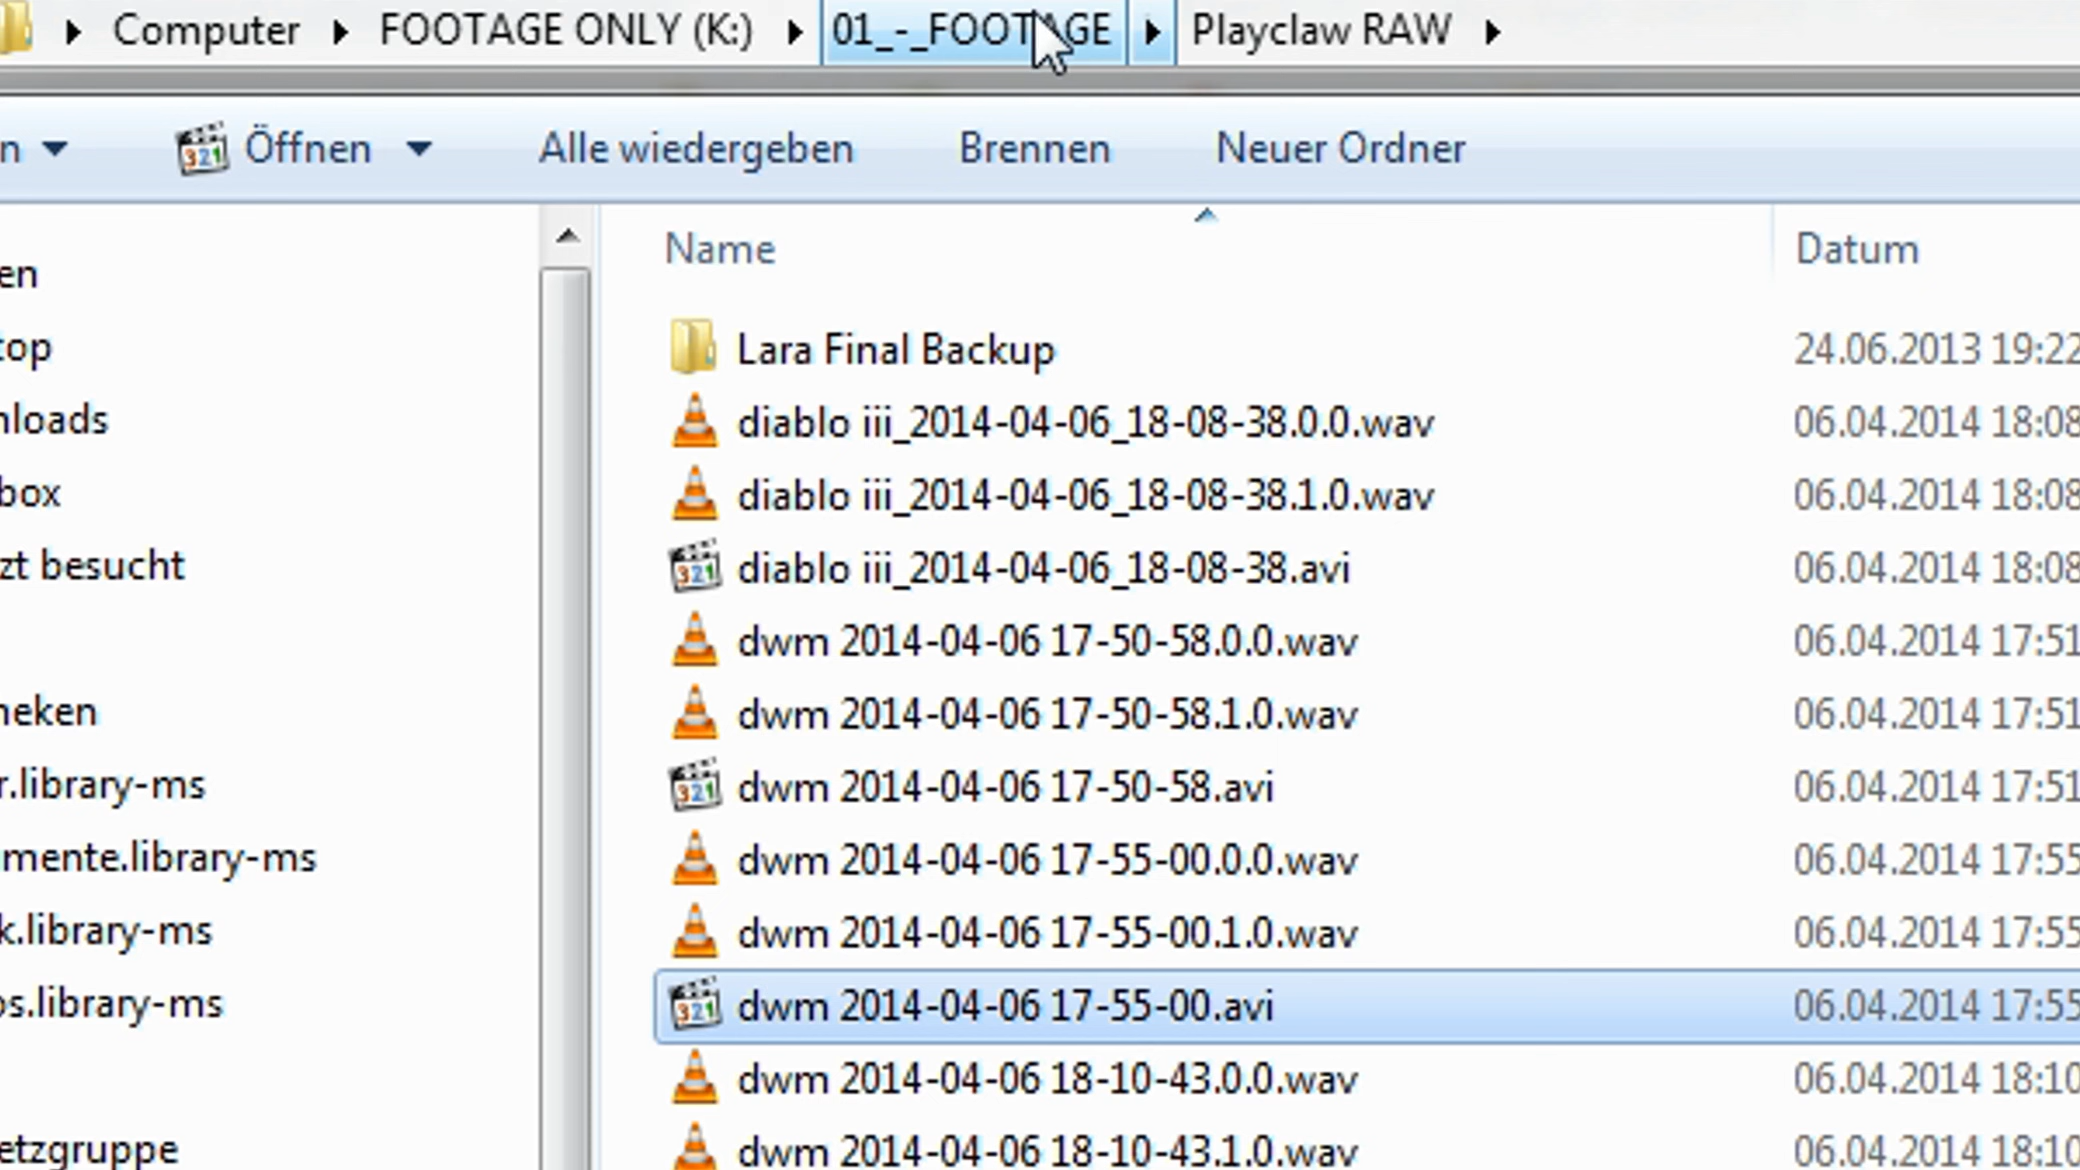 Computer FOOTAGE ONLY (K:) 01_-_FOOTAGE Playclaw RAW
n Öffnen Alle wiedergeben Brennen Neuer Ordner
Name Datum
en
top
nloads
box
zt besucht
heken
r.library-ms
mente.library-ms
k.library-ms
os.library-ms
etzgruppe
Lara Final Backup 24.06.2013 19:22
diablo iii_2014-04-06_18-08-38.0.0.wav 06.04.2014 18:08
diablo iii_2014-04-06_18-08-38.1.0.wav 06.04.2014 18:08
diablo iii_2014-04-06_18-08-38.avi 06.04.2014 18:08
dwm 2014-04-06 17-50-58.0.0.wav 06.04.2014 17:51
dwm 2014-04-06 17-50-58.1.0.wav 06.04.2014 17:51
dwm 2014-04-06 17-50-58.avi 06.04.2014 17:51
dwm 2014-04-06 17-55-00.0.0.wav 06.04.2014 17:55
dwm 2014-04-06 17-55-00.1.0.wav 06.04.2014 17:55
dwm 2014-04-06 17-55-00.avi 06.04.2014 17:55
dwm 2014-04-06 18-10-43.0.0.wav 06.04.2014 18:10
dwm 2014-04-06 18-10-43.1.0.wav 06.04.2014 18:10